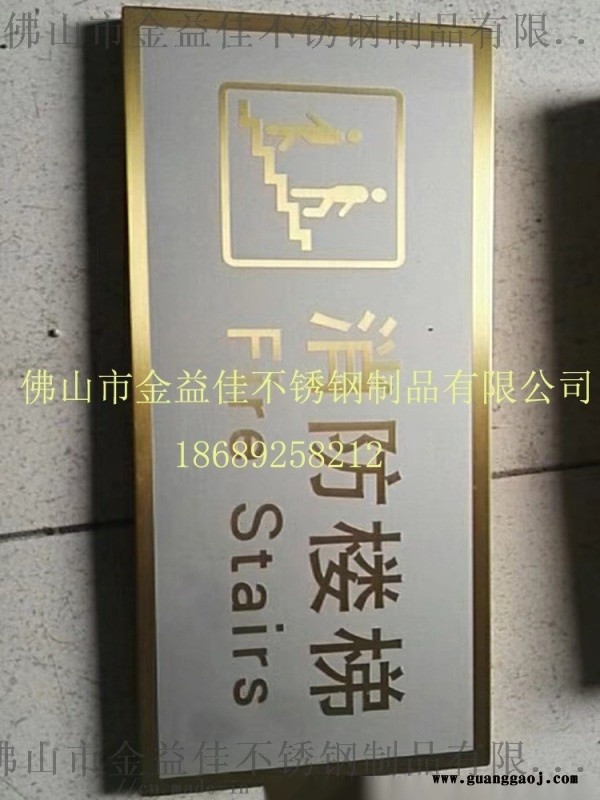 佛山市金益佳不锈钢制品有限...
消防楼梯
Fire Stairs
佛山市金益佳不锈钢制品有限公司
18689258212
佛山市金益佳不锈钢制品有限...
www.guanggaoj.com